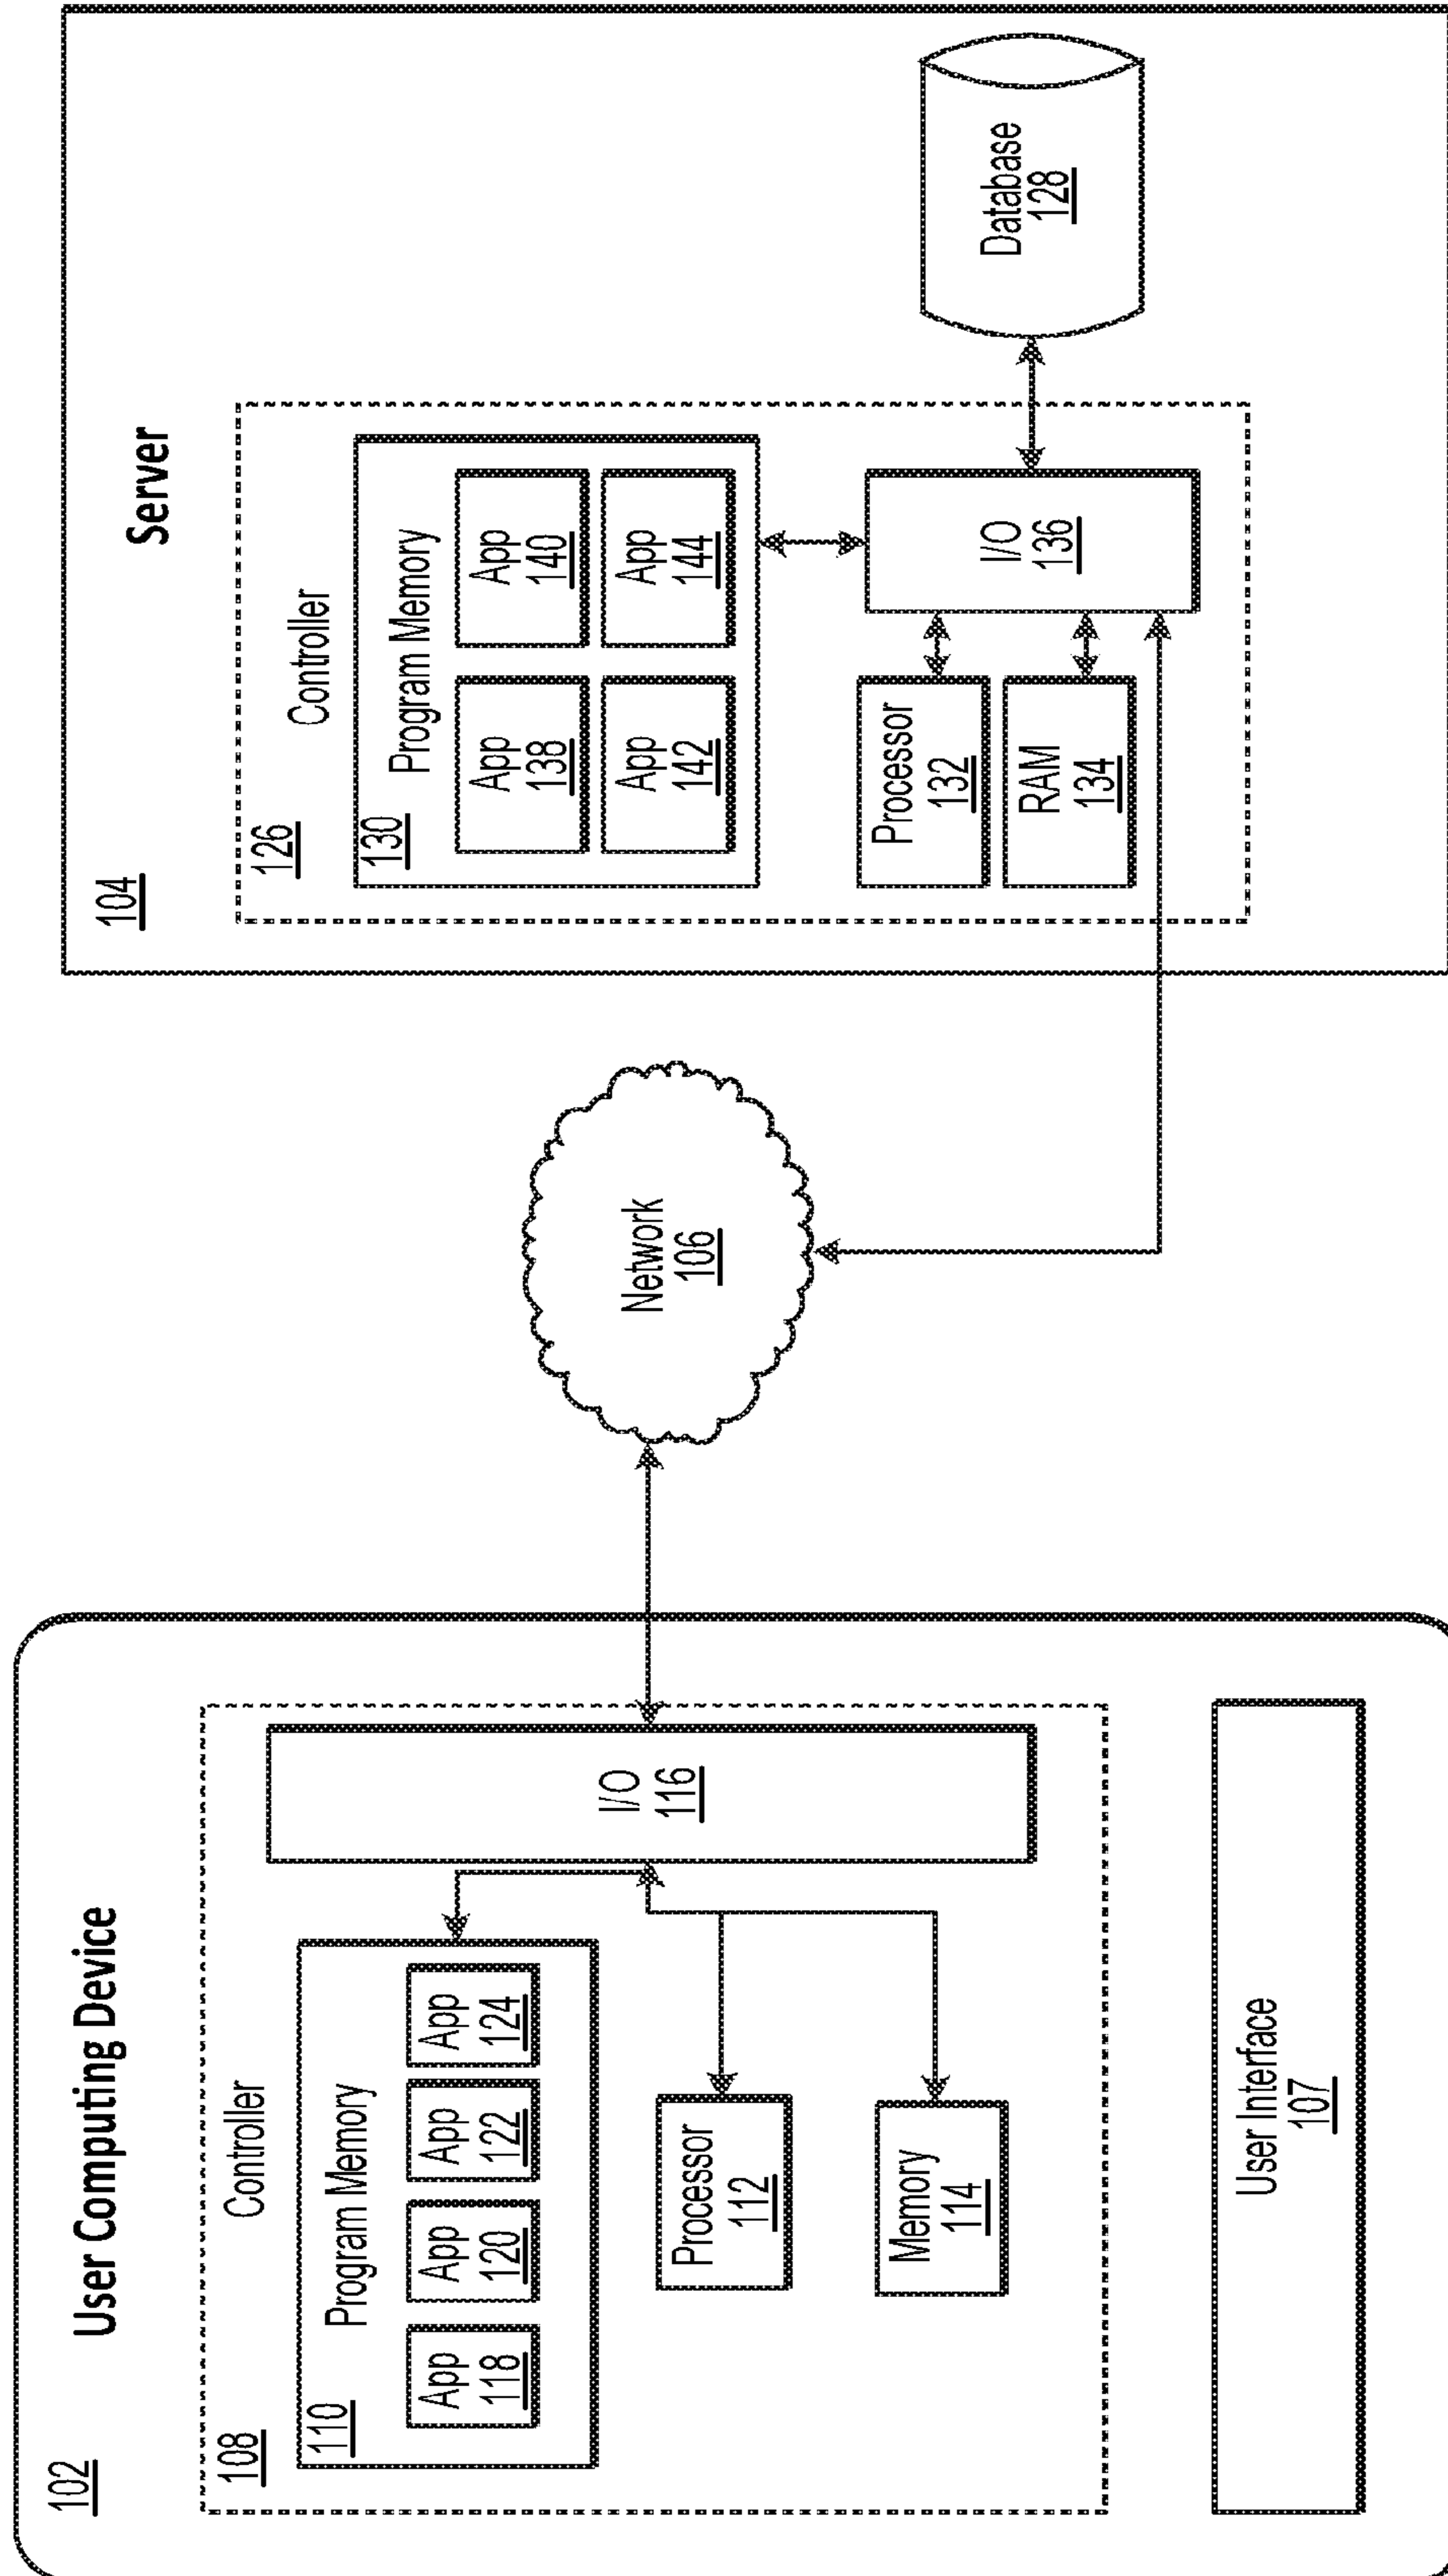 102
User Computing Device
108
Controller
110
Program Memory
App
118
App
120
App
122
App
124
Processor
112
Memory
114
I/O
116
User Interface
107
Network
106
104
Server
126
Controller
130
Program Memory
App
138
App
140
App
142
App
144
Processor
132
RAM
134
I/O
136
Database
128